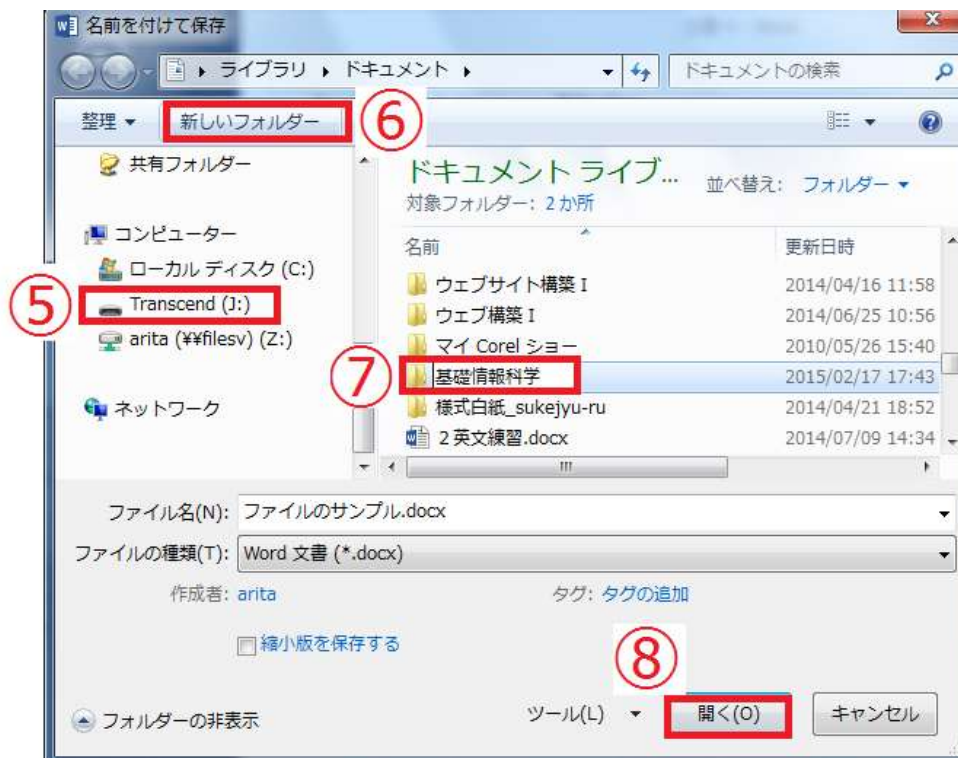 名前を付けて保存
ライブラリ ドキュメント ドキュメントの検索
整理 新しいフォルダー ⑥
共有フォルダー
コンピューター
ローカル ディスク (C:)
⑤ Transcend (J:)
arita (¥¥filesv) (Z:)
ネットワーク
ドキュメント ライブ... 並べ替え: フォルダー
対象フォルダー: 2 か所
名前 更新日時
ウェブサイト構築 I 2014/04/16 11:58
ウェブ構築 I 2014/06/25 10:56
マイ Corel ショー 2010/05/26 15:40
⑦ 基礎情報科学 2015/02/17 17:43
様式白紙_sukejyu-ru 2014/04/21 18:52
2 英文練習.docx 2014/07/09 14:34
ファイル名(N): ファイルのサンプル.docx
ファイルの種類(T): Word 文書 (*.docx)
作成者: arita タグ: タグの追加
縮小版を保存する
⑧
フォルダーの非表示 ツール(L) 開く(O) キャンセル